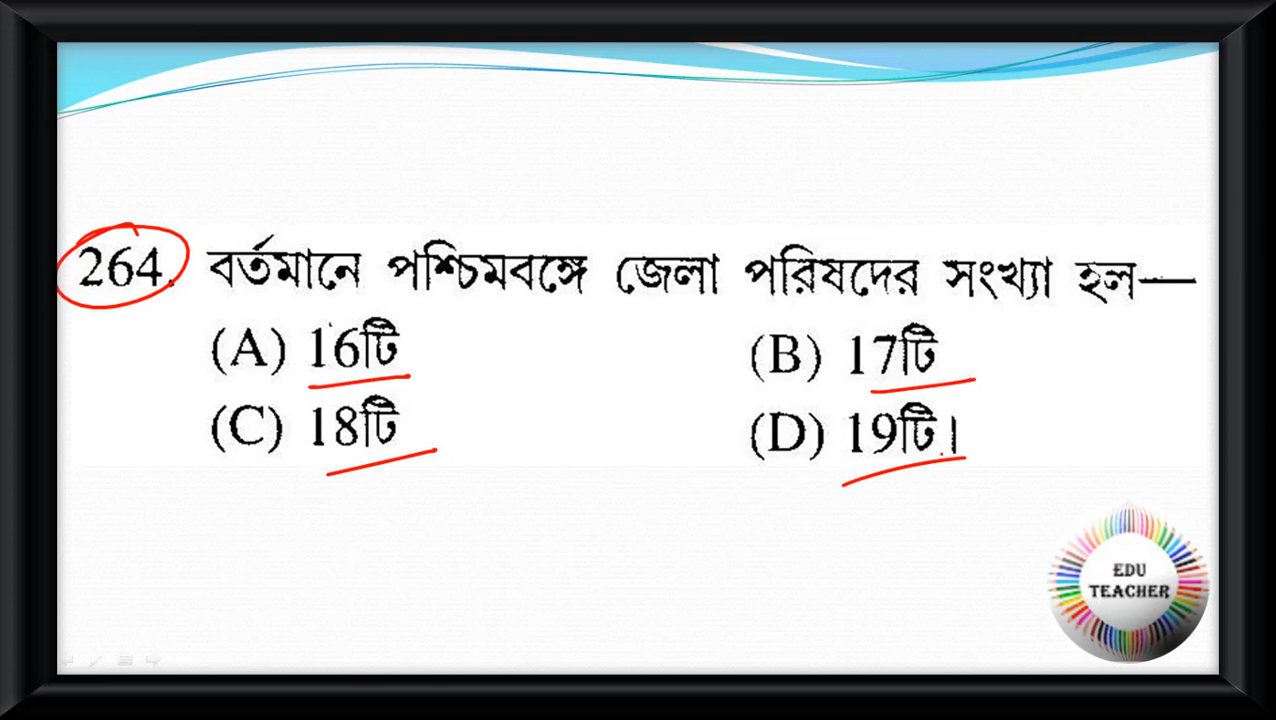 264. বর্তমানে পশ্চিমবঙ্গে জেলা পরিষদের সংখ্যা হল—
(A) 16টি (B) 17টি
(C) 18টি (D) 19টি।
EDU
TEACHER